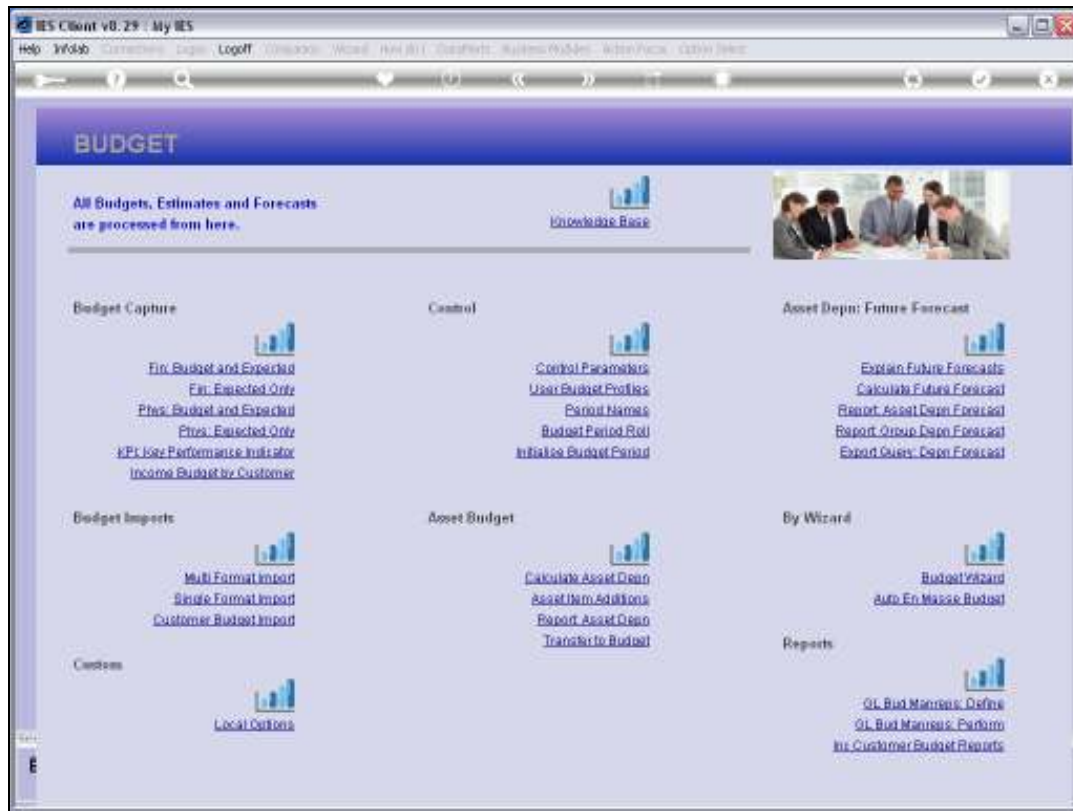 IES Client v8.29 : My IES
Help Infolab Logoff
BUDGET
All Budgets, Estimates and Forecasts
are processed from here.
Knowledge Base
Budget Capture
Fin: Budget and Expected
Fin: Expected Only
Phys: Budget and Expected
Phys: Expected Only
KPI: Key Performance Indicator
Income Budget by Customer
Control
Control Parameters
User Budget Profiles
Period Names
Budget Period Roll
Initialise Budget Period
Asset Depn: Future Forecast
Explain Future Forecasts
Calculate Future Forecast
Report: Asset Depn Forecast
Report: Group Depn Forecast
Export Query: Depn Forecast
Budget Imports
Multi Format Import
Single Format Import
Customer Budget Import
Asset Budget
Calculate Asset Depn
Asset Item Additions
Report Asset Depn
Transfer to Budget
By Wizard
Budget Wizard
Auto En Masse Budget
Custom
Local Options
Reports
GL Bud Manreps: Define
GL Bud Manreps: Perform
Inc Customer Budget Reports